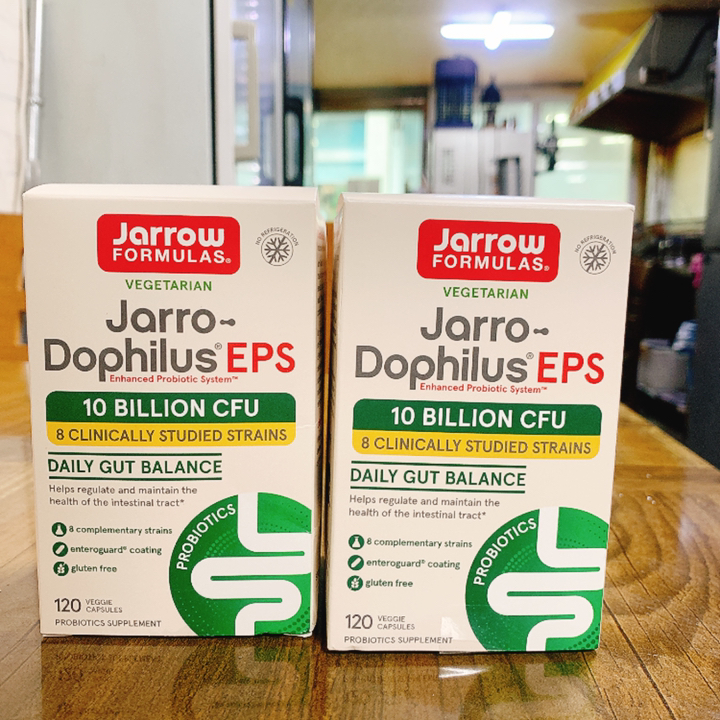 Jarrow
FORMULAS®
NO REFRIGERATION
VEGETARIAN
Jarro-
Dophilus® EPS
Enhanced Probiotic System™
10 BILLION CFU
8 CLINICALLY STUDIED STRAINS
DAILY GUT BALANCE
Helps regulate and maintain the
health of the intestinal tract*
8 complementary strains
enteroguard® coating
gluten free
PROBIOTICS
120 VEGGIE
CAPSULES
PROBIOTICS SUPPLEMENT
Jarrow
FORMULAS®
NO REFRIGERATION
VEGETARIAN
Jarro-
Dophilus® EPS
Enhanced Probiotic System™
10 BILLION CFU
8 CLINICALLY STUDIED STRAINS
DAILY GUT BALANCE
Helps regulate and maintain the
health of the intestinal tract*
8 complementary strains
enteroguard® coating
gluten free
PROBIOTICS
120 VEGGIE
CAPSULES
PROBIOTICS SUPPLEMENT